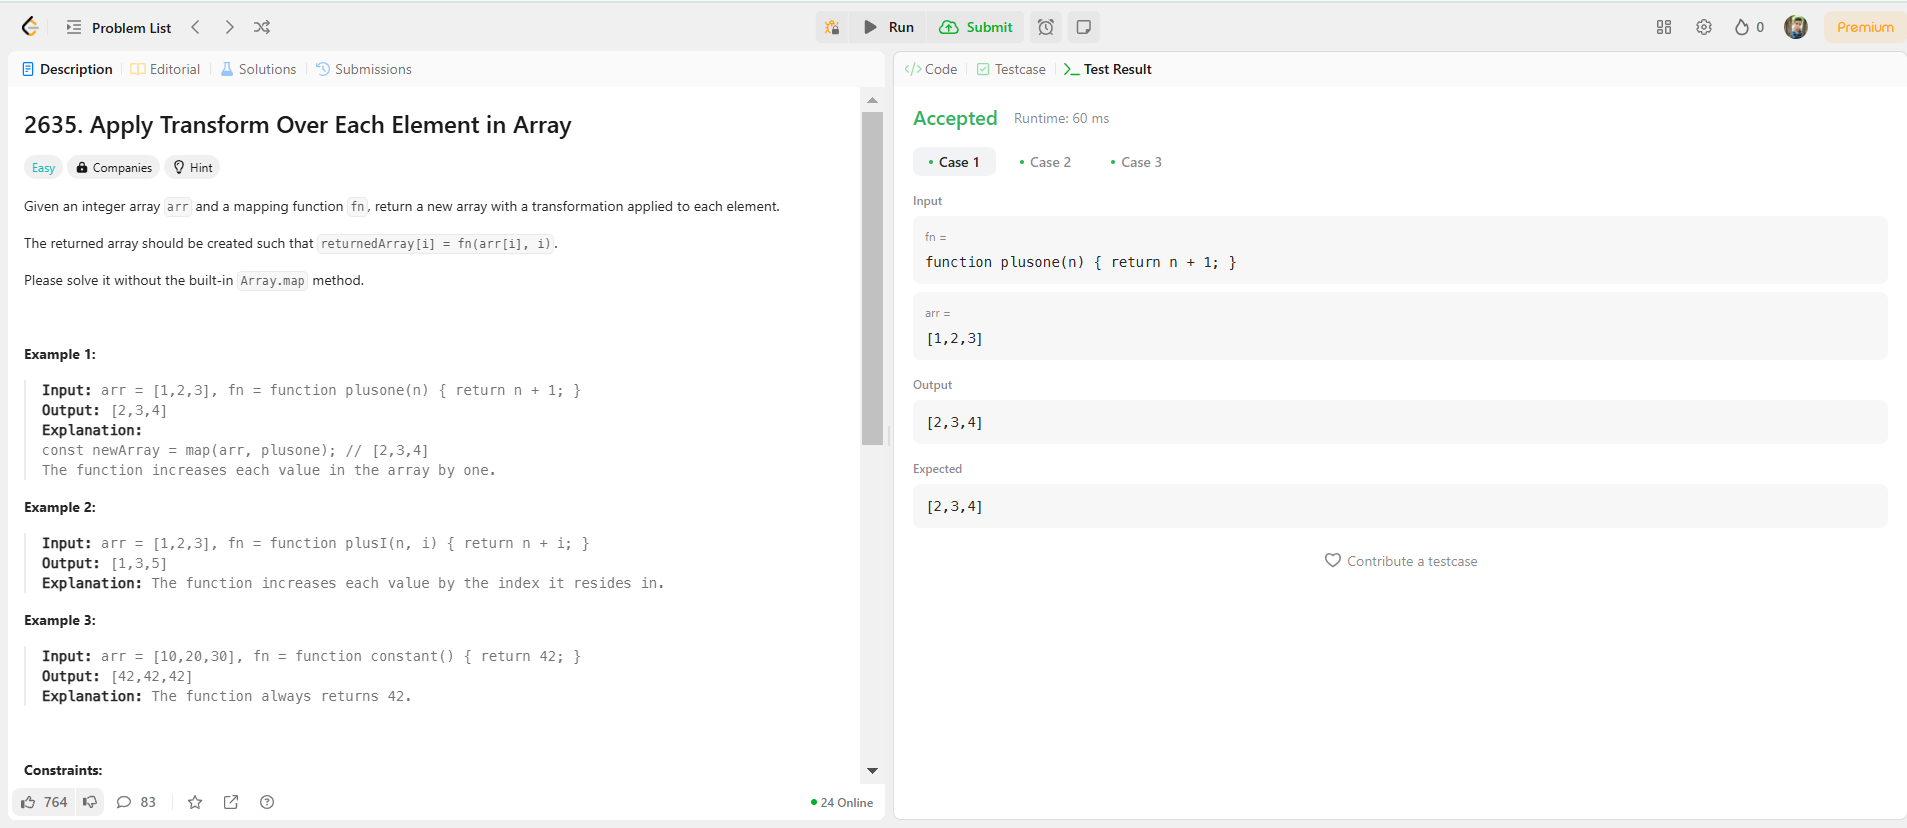 Problem List
Run
Submit
0
Premium
Description
Editorial
Solutions
Submissions
2635. Apply Transform Over Each Element in Array
Easy
Companies
Hint
Given an integer array arr and a mapping function fn, return a new array with a transformation applied to each element.
The returned array should be created such that returnedArray[i] = fn(arr[i], i).
Please solve it without the built-in Array.map method.
Example 1:
Input: arr = [1,2,3], fn = function plusone(n) { return n + 1; }
Output: [2,3,4]
Explanation:
const newArray = map(arr, plusone); // [2,3,4]
The function increases each value in the array by one.
Example 2:
Input: arr = [1,2,3], fn = function plusI(n, i) { return n + i; }
Output: [1,3,5]
Explanation: The function increases each value by the index it resides in.
Example 3:
Input: arr = [10,20,30], fn = function constant() { return 42; }
Output: [42,42,42]
Explanation: The function always returns 42.
Constraints:
764
83
24 Online
</> Code
Testcase
Test Result
Accepted
Runtime: 60 ms
Case 1
Case 2
Case 3
Input
fn =
function plusone(n) { return n + 1; }
arr =
[1,2,3]
Output
[2,3,4]
Expected
[2,3,4]
Contribute a testcase